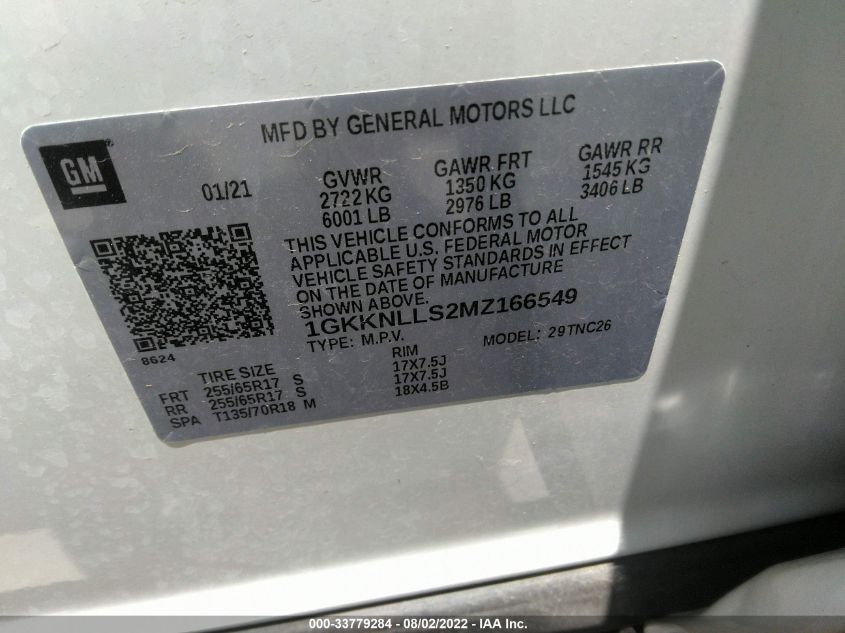 MFD BY GENERAL MOTORS LLC
GM
01/21
GVWR
2722 KG
6001 LB
GAWR FRT
1350 KG
2976 LB
GAWR RR
1545 KG
3406 LB
THIS VEHICLE CONFORMS TO ALL
APPLICABLE U.S. FEDERAL MOTOR
VEHICLE SAFETY STANDARDS IN EFFECT
ON THE DATE OF MANUFACTURE
SHOWN ABOVE.
1GKKNLLS2MZ166549
TYPE: M.P.V. MODEL: 29TNC26
8624
TIRE SIZE RIM
FRT 255/65R17 S 17X7.5J
RR 255/65R17 S 17X7.5J
SPA T135/70R18 M 18X4.5B
000-33779284 - 08/02/2022 - IAA Inc.